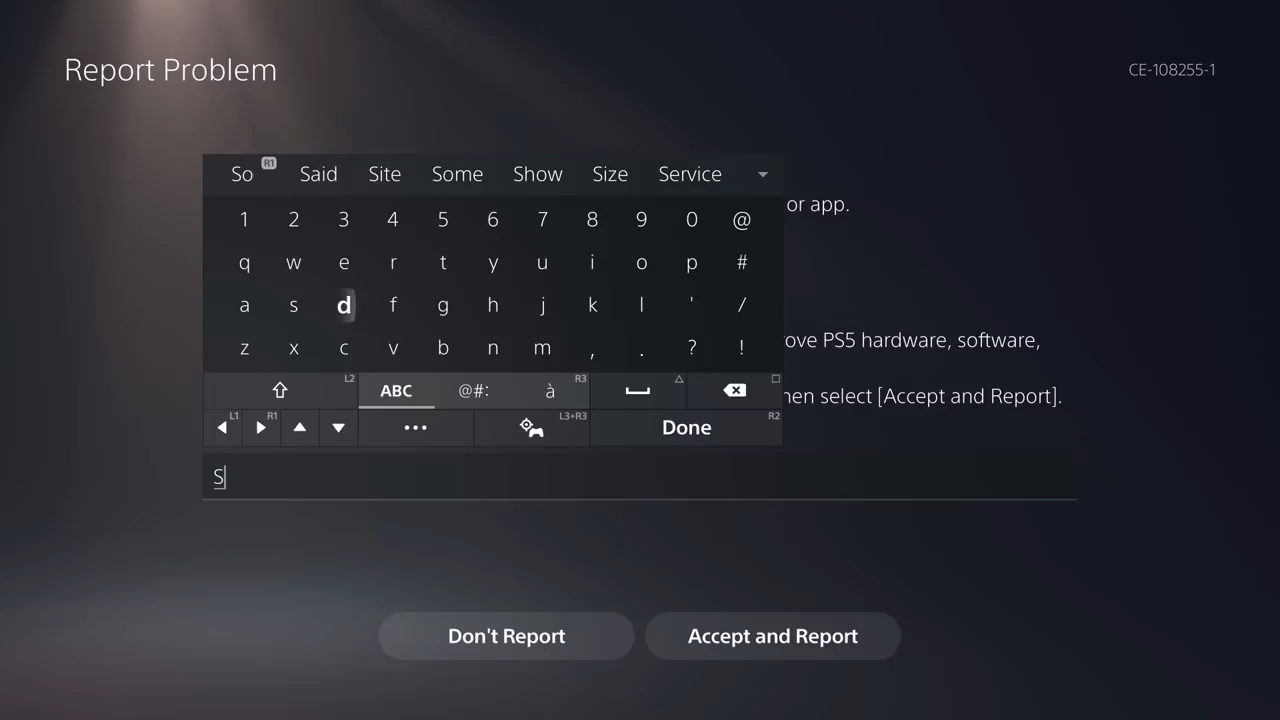 Report Problem
CE-108255-1
So R1 Said Site Some Show Size Service
or app.
1 2 3 4 5 6 7 8 9 0 @
q w e r t y u i o p #
a s d f g h j k l ' /
z x c v b n m , . ? !
ove PS5 hardware, software,
L2 ABC @#: à R3
hen select [Accept and Report].
L1 R1 ... L3+R3 Done R2
S
Don't Report Accept and Report